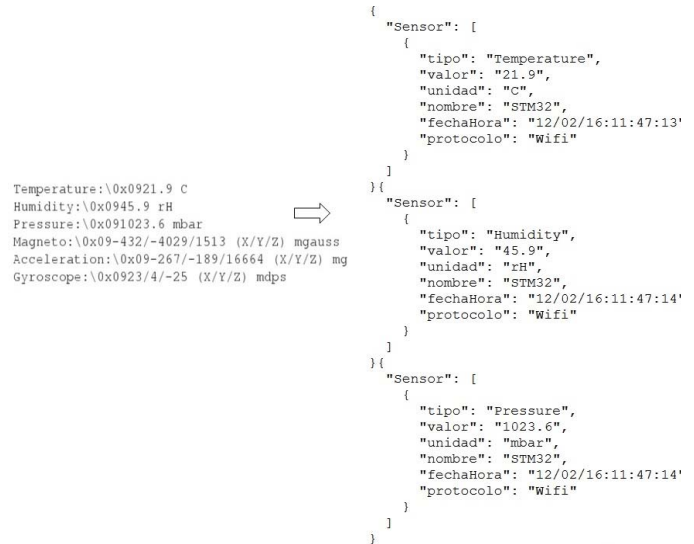 Temperature:\0x0921.9 C
Humidity:\0x0945.9 rH
Pressure:\0x091023.6 mbar
Magneto:\0x09-432/-4029/1513 (X/Y/Z) mgauss
Acceleration:\0x09-267/-189/16664 (X/Y/Z) mg
Gyroscope:\0x0923/4/-25 (X/Y/Z) mdps
{
"Sensor": [
{
"tipo": "Temperature",
"valor": "21.9",
"unidad": "C",
"nombre": "STM32",
"fechaHora": "12/02/16:11:47:13"
"protocolo": "Wifi"
}
]
}{
"Sensor": [
{
"tipo": "Humidity",
"valor": "45.9",
"unidad": "rH",
"nombre": "STM32",
"fechaHora": "12/02/16:11:47:14"
"protocolo": "Wifi"
}
]
}{
"Sensor": [
{
"tipo": "Pressure",
"valor": "1023.6",
"unidad": "mbar",
"nombre": "STM32",
"fechaHora": "12/02/16:11:47:14"
"protocolo": "Wifi"
}
]
}